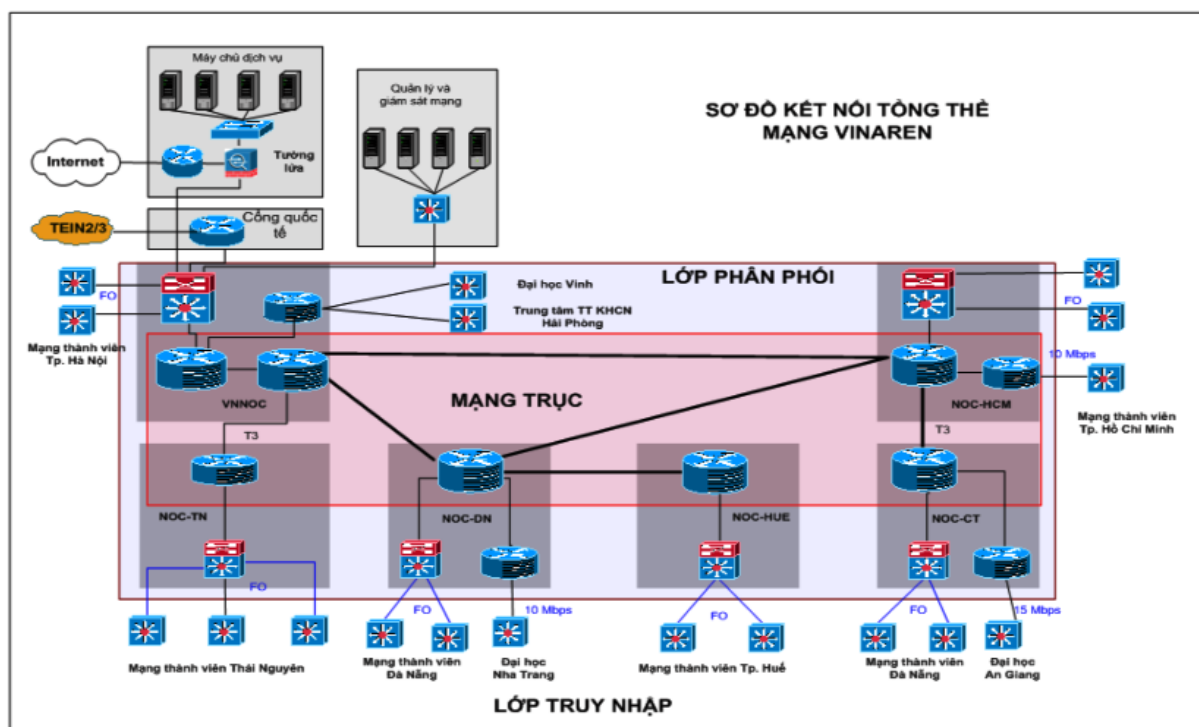 Máy chủ dịch vụ
Quản lý và
giám sát mạng
SƠ ĐỒ KẾT NỐI TỔNG THỂ
MẠNG VINAREN
Internet
Tường
lửa
TEIN2/3
Cổng quốc
tế
LỚP PHÂN PHỐI
FO
Mạng thành viên
Tp. Hà Nội
Đại học Vinh
Trung tâm TT KHCN
Hải Phòng
FO
10 Mbps
VNNOC
MẠNG TRỤC
NOC-HCM
Mạng thành viên
Tp. Hồ Chi Minh
T3
T3
NOC-TN
NOC-DN
NOC-HUE
NOC-CT
FO
FO
10 Mbps
FO
FO
15 Mbps
Mạng thành viên Thái Nguyên
Mạng thành viên
Đà Nẵng
Đại học
Nha Trang
Mạng thành viên Tp. Huế
Mạng thành viên
Đà Nẵng
Đại học
An Giang
LỚP TRUY NHẬP